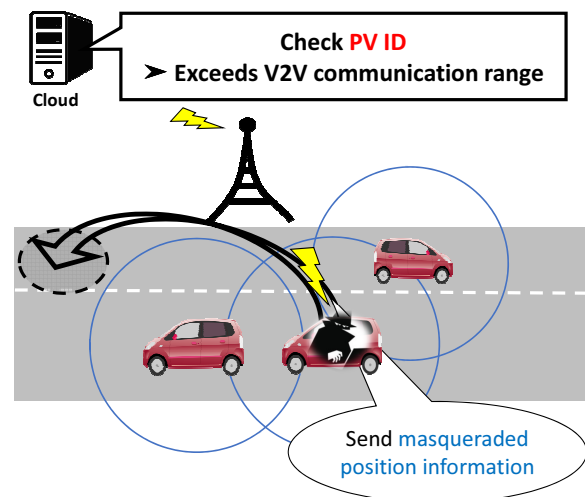 Check PV ID
➤ Exceeds V2V communication range
Cloud
Send masqueraded
position information